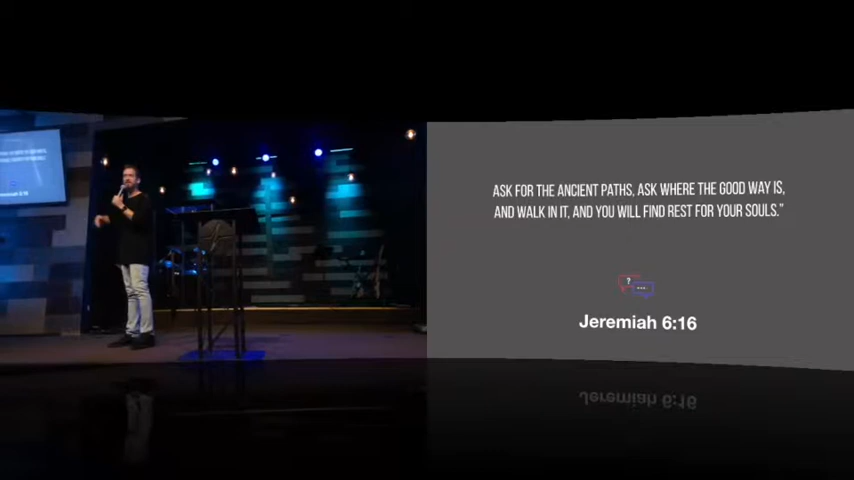 ASK FOR THE ANCIENT PATHS, ASK WHERE THE GOOD WAY IS,
AND WALK IN IT, AND YOU WILL FIND REST FOR YOUR SOULS."
?
Jeremiah 6:16